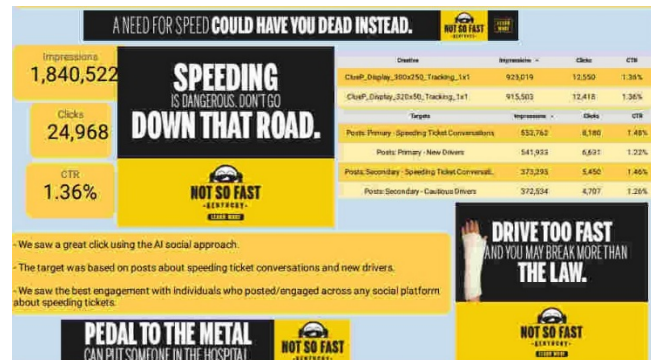 A NEED FOR SPEED COULD HAVE YOU DEAD INSTEAD.
NOT SO FAST
KENTUCKY
LEARN MORE
Impressions
1,840,522
Clicks
24,968
CTR
1.36%
SPEEDING
IS DANGEROUS. DON'T GO
DOWN THAT ROAD.
NOT SO FAST
KENTUCKY
LEARN MORE
Creative Impressions Clicks CTR
ClueP_Display_300x250_Tracking_1x1 923,019 12,550 1.36%
ClueP_Display_320x50_Tracking_1x1 915,503 12,418 1.36%
Targets Impressions Clicks CTR
Posts: Primary - Speeding Ticket Conversations 553,762 8,180 1.48%
Posts: Primary - New Drivers 541,933 6,631 1.22%
Posts: Secondary - Speeding Ticket Conversati.. 373,295 5,450 1.46%
Posts: Secondary - Cautious Drivers 372,534 4,707 1.26%
- We saw a great click using the AI social approach.
- The target was based on posts about speeding ticket conversations and new drivers.
- We saw the best engagement with individuals who posted/engaged across any social platform
about speeding tickets.
DRIVE TOO FAST
AND YOU MAY BREAK MORE THAN
THE LAW.
NOT SO FAST
KENTUCKY
LEARN MORE
PEDAL TO THE METAL
CAN PUT SOMEONE IN THE HOSPITAL
NOT SO FAST
KENTUCKY